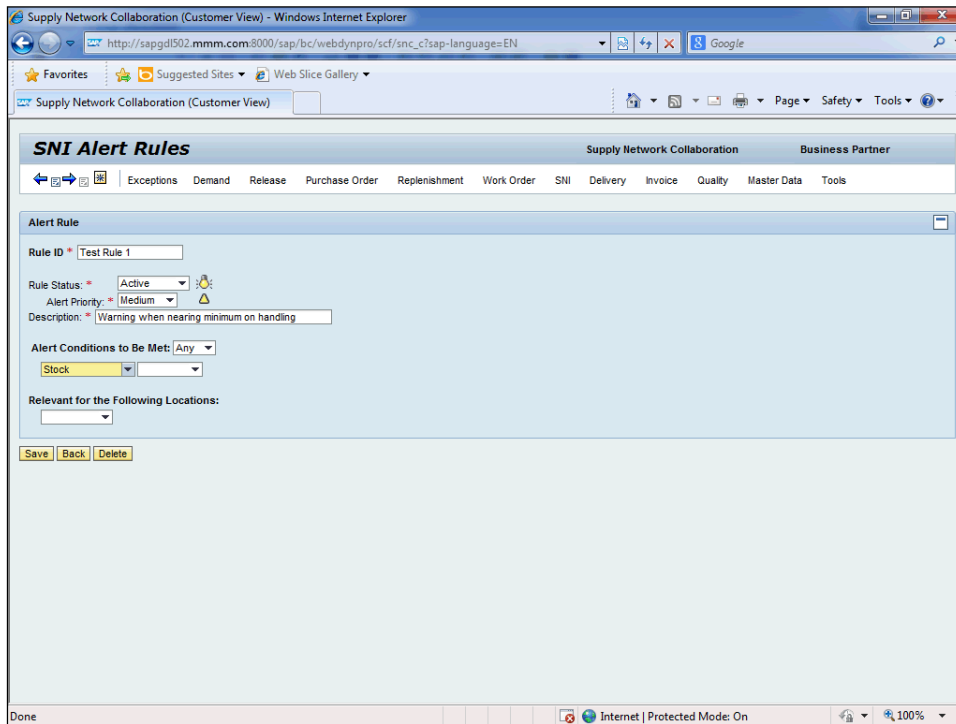 Supply Network Collaboration (Customer View) - Windows Internet Explorer
http://sapgdl502.mmm.com:8000/sap/bc/webdynpro/scf/snc_c?sap-language=EN
Google
Favorites Suggested Sites Web Slice Gallery
Supply Network Collaboration (Customer View) Page Safety Tools
SNI Alert Rules Supply Network Collaboration Business Partner
Exceptions Demand Release Purchase Order Replenishment Work Order SNI Delivery Invoice Quality Master Data Tools
Alert Rule
Rule ID * Test Rule 1
Rule Status: * Active
Alert Priority: * Medium
Description: * Warning when nearing minimum on handling
Alert Conditions to Be Met: Any
Stock
Relevant for the Following Locations:
Save Back Delete
Done Internet | Protected Mode: On 100%